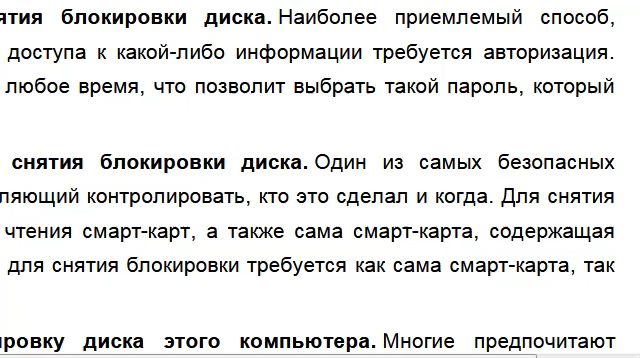 ятия блокировки диска. Наиболее приемлемый способ,
доступа к какой-либо информации требуется авторизация.
любое время, что позволит выбрать такой пароль, который
снятия блокировки диска. Один из самых безопасных
ляющий контролировать, кто это сделал и когда. Для снятия
чтения смарт-карт, а также сама смарт-карта, содержащая
для снятия блокировки требуется как сама смарт-карта, так
ировку диска этого компьютера. Многие предпочитают